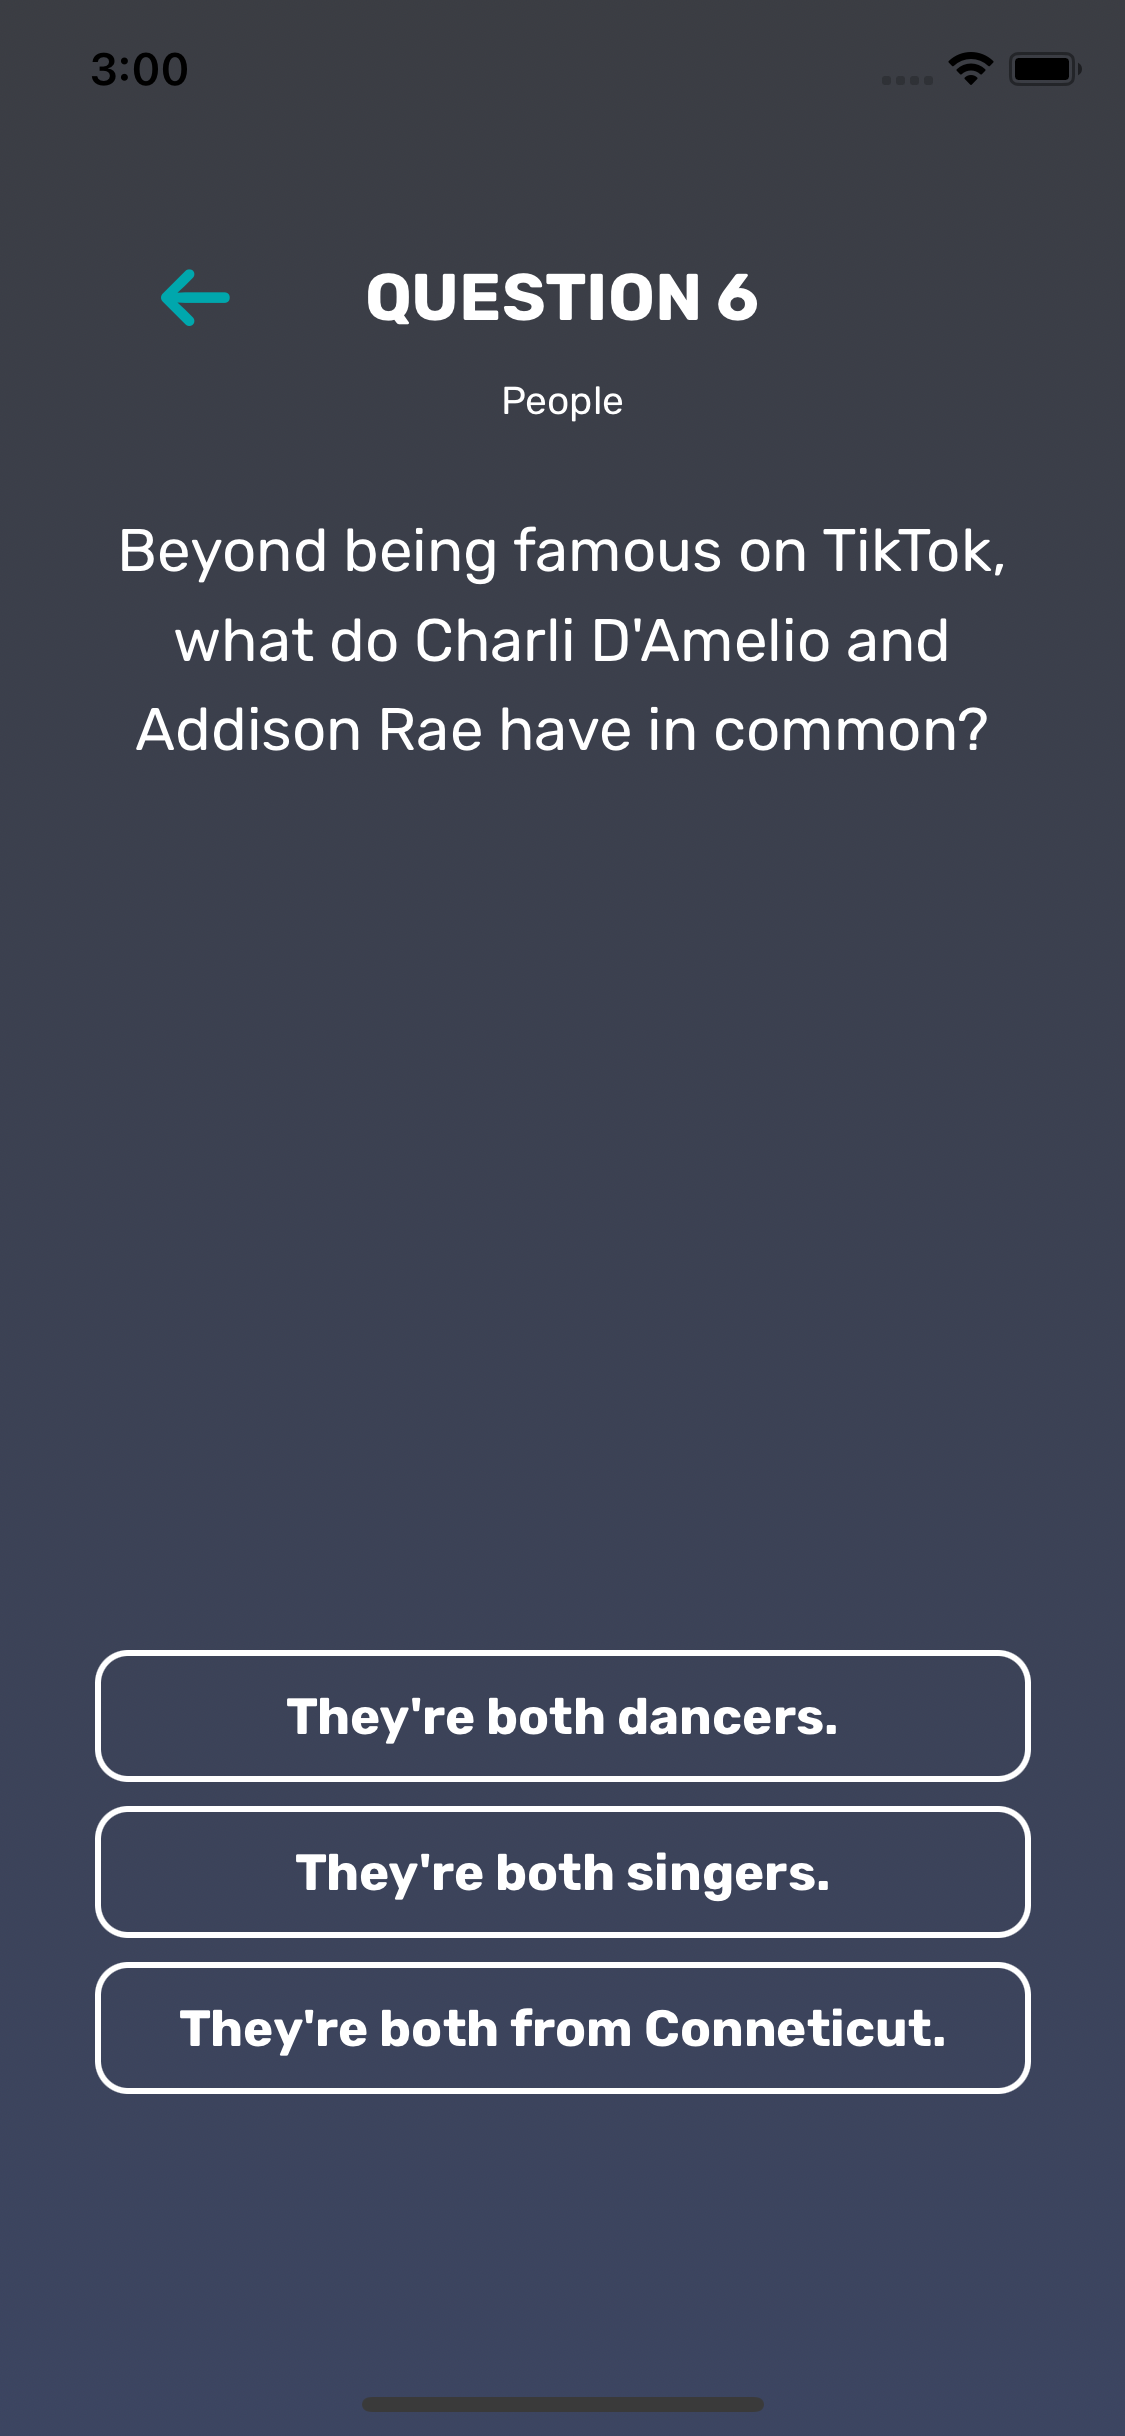 3:00
QUESTION 6
People
Beyond being famous on TikTok,
what do Charli D'Amelio and
Addison Rae have in common?
They're both dancers.
They're both singers.
They're both from Conneticut.